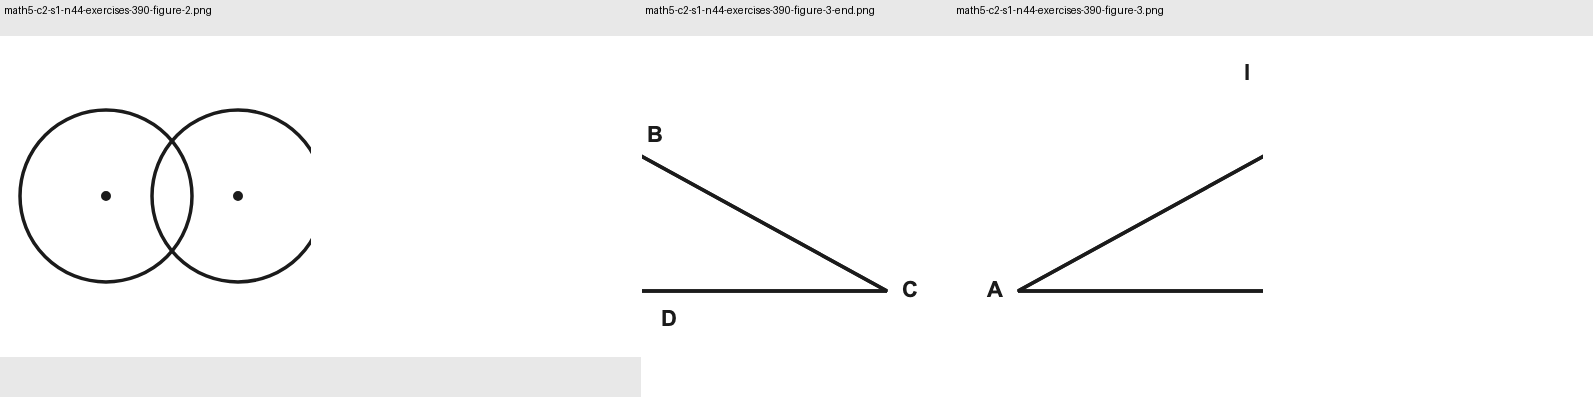 math5-c2-s1-n44-exercises-390-figure-2.png
math5-c2-s1-n44-exercises-390-figure-3-end.png
math5-c2-s1-n44-exercises-390-figure-3.png
B
C
D
I
A